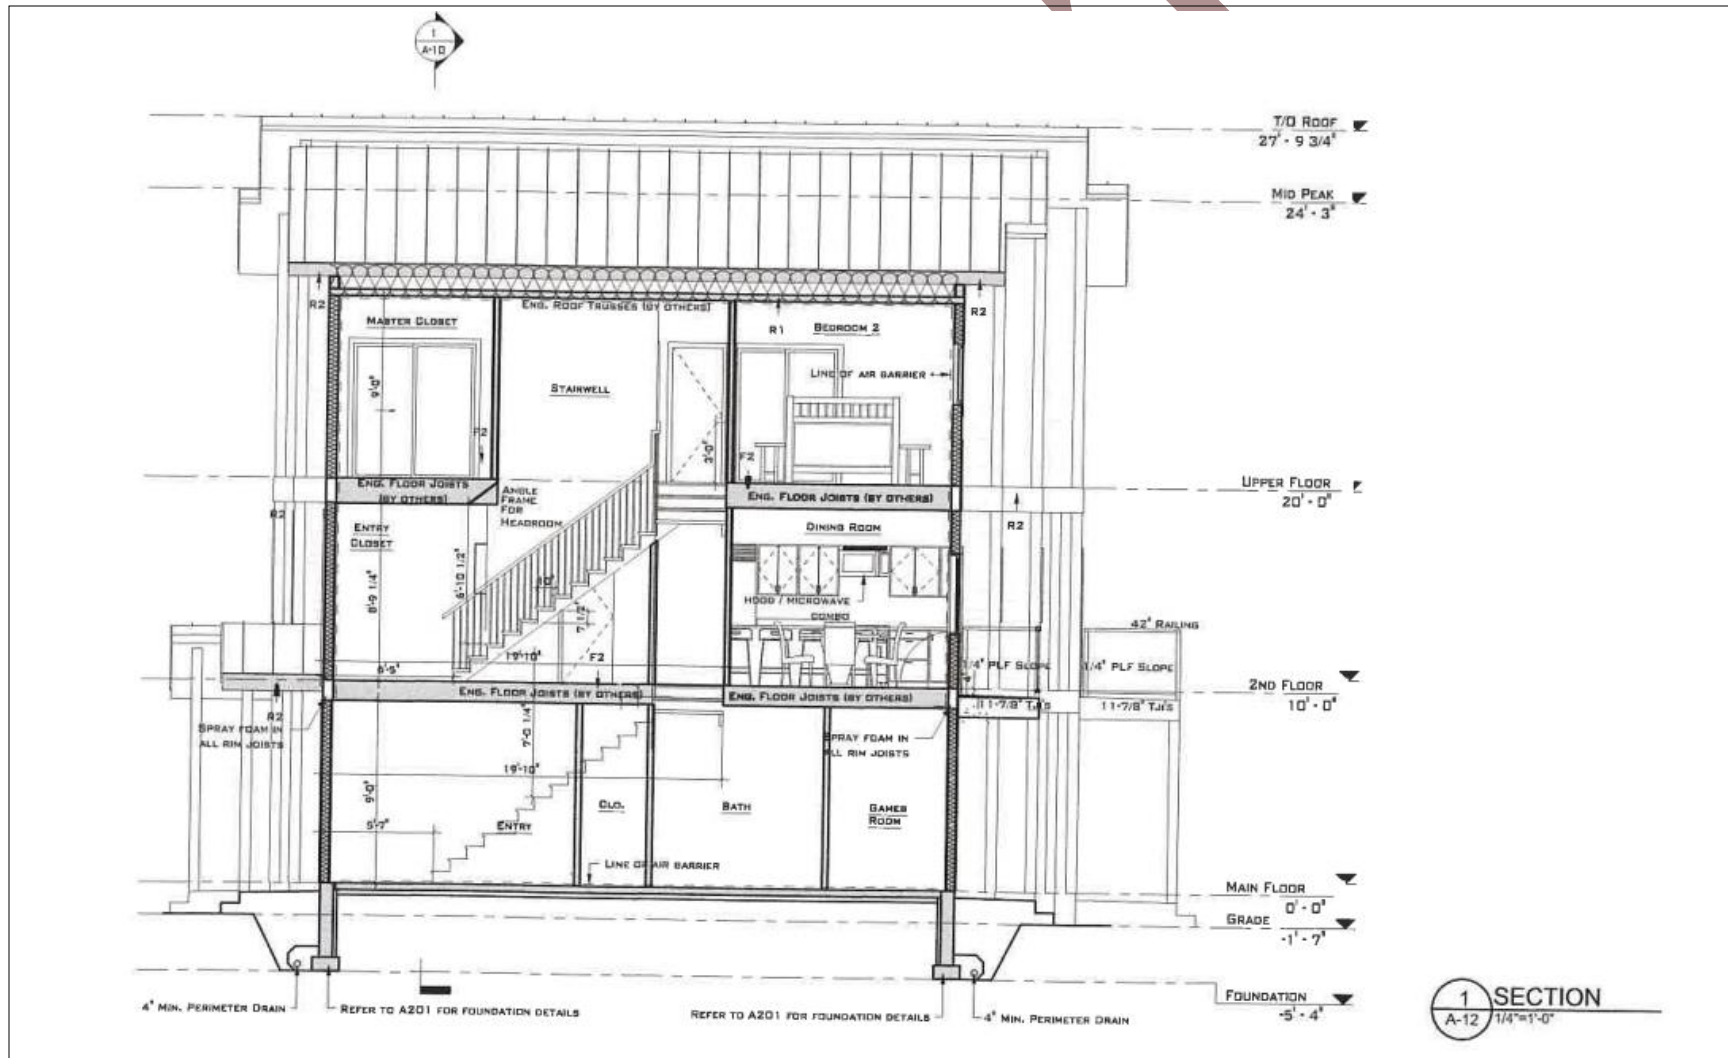 1
A-10
T/O ROOF
27' - 9 3/4"
MID PEAK
24' - 3"
R2
ENG. ROOF TRUSSES (BY OTHERS)
R2
MASTER CLOSET
R1
BEDROOM 2
LINE OF AIR BARRIER
9'-0"
STAIRWELL
F2
3'-0"
F2
UPPER FLOOR
20' - 0"
ENG. FLOOR JOISTS
(BY OTHERS)
ANGLE
FRAME
FOR
HEADROOM
ENG. FLOOR JOISTS (BY OTHERS)
R2
R2
ENTRY
CLOSET
DINING ROOM
8'-9 1/4"
6'-10 1/2"
10"
7 1/2"
HOOD / MICROWAVE
COMBO
42" RAILING
19'-10"
F2
6'-5"
1/4" PLF SLOPE
1/4" PLF SLOPE
2ND FLOOR
10' - 0"
ENG. FLOOR JOISTS (BY OTHERS)
ENG. FLOOR JOISTS (BY OTHERS)
11-7/8" TJI'S
11-7/8" TJI'S
R2
SPRAY FOAM IN
ALL RIM JOISTS
7'-0 1/4"
SPRAY FOAM IN
ALL RIM JOISTS
19'-10"
9'-0"
5'-7"
ENTRY
CLO.
BATH
GAMES
ROOM
LINE OF AIR BARRIER
MAIN FLOOR
0' - 0"
GRADE
-1' - 7"
FOUNDATION
-5' - 4"
4" MIN. PERIMETER DRAIN
REFER TO A201 FOR FOUNDATION DETAILS
REFER TO A201 FOR FOUNDATION DETAILS
4" MIN. PERIMETER DRAIN
1
A-12
SECTION
1/4"=1'-0"